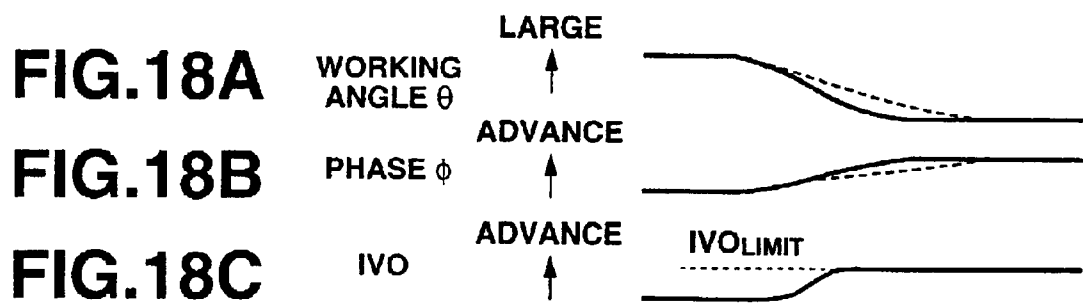 FIG.18A
WORKING
ANGLE θ
LARGE
FIG.18B
PHASE ϕ
ADVANCE
FIG.18C
IVO
ADVANCE
IVOLIMIT